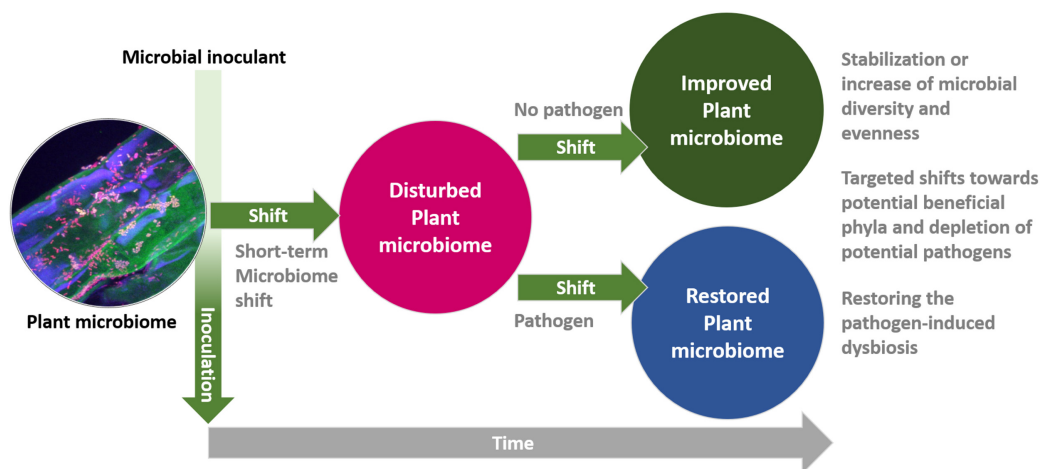 Microbial inoculant
Plant microbiome
Inoculation
Shift
Short-term
Microbiome
shift
Disturbed
Plant
microbiome
No pathogen
Shift
Shift
Pathogen
Improved
Plant
microbiome
Restored
Plant
microbiome
Stabilization or
increase of microbial
diversity and
evenness
Targeted shifts towards
potential beneficial
phyla and depletion of
potential pathogens
Restoring the
pathogen-induced
dysbiosis
Time